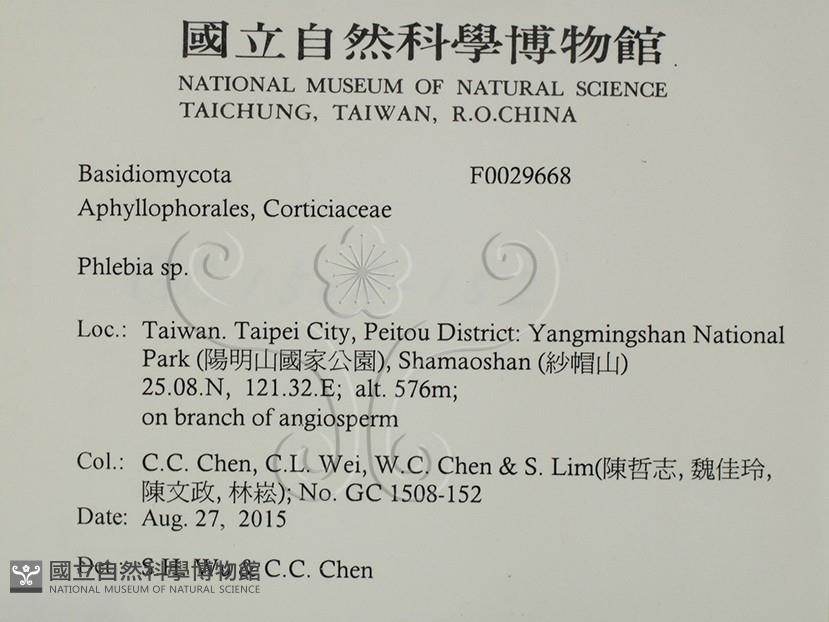 國立自然科學博物館
NATIONAL MUSEUM OF NATURAL SCIENCE
TAICHUNG, TAIWAN, R.O.CHINA
Basidiomycota F0029668
Aphyllophorales, Corticiaceae
Phlebia sp.
Loc.: Taiwan. Taipei City, Peitou District: Yangmingshan National
Park (陽明山國家公園), Shamaoshan (紗帽山)
25.08.N, 121.32.E; alt. 576m;
on branch of angiosperm
Col.: C.C. Chen, C.L. Wei, W.C. Chen & S. Lim(陳哲志, 魏佳玲,
陳文政, 林崧); No. GC 1508-152
Date: Aug. 27, 2015
Det.: S.H. Wu & C.C. Chen
國立自然科學博物館
NATIONAL MUSEUM OF NATURAL SCIENCE